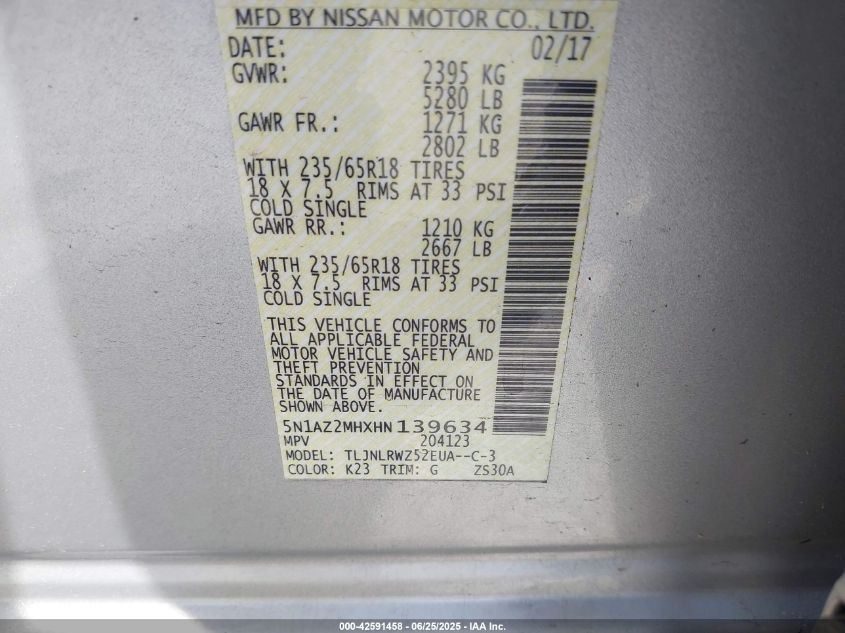 MFD BY NISSAN MOTOR CO., LTD.
DATE: 02/17
GVWR: 2395 KG
5280 LB
GAWR FR.: 1271 KG
2802 LB
WITH 235/65R18 TIRES
18 X 7.5 RIMS AT 33 PSI
COLD SINGLE
GAWR RR.: 1210 KG
2667 LB
WITH 235/65R18 TIRES
18 X 7.5 RIMS AT 33 PSI
COLD SINGLE
THIS VEHICLE CONFORMS TO
ALL APPLICABLE FEDERAL
MOTOR VEHICLE SAFETY AND
THEFT PREVENTION
STANDARDS IN EFFECT ON
THE DATE OF MANUFACTURE
SHOWN ABOVE.
5N1AZ2MHXHN 139634
MPV 204123
MODEL: TLJNLRWZ52EUA--C-3
COLOR: K23 TRIM: G ZS30A
000-42591458 - 06/25/2025 - IAA Inc.